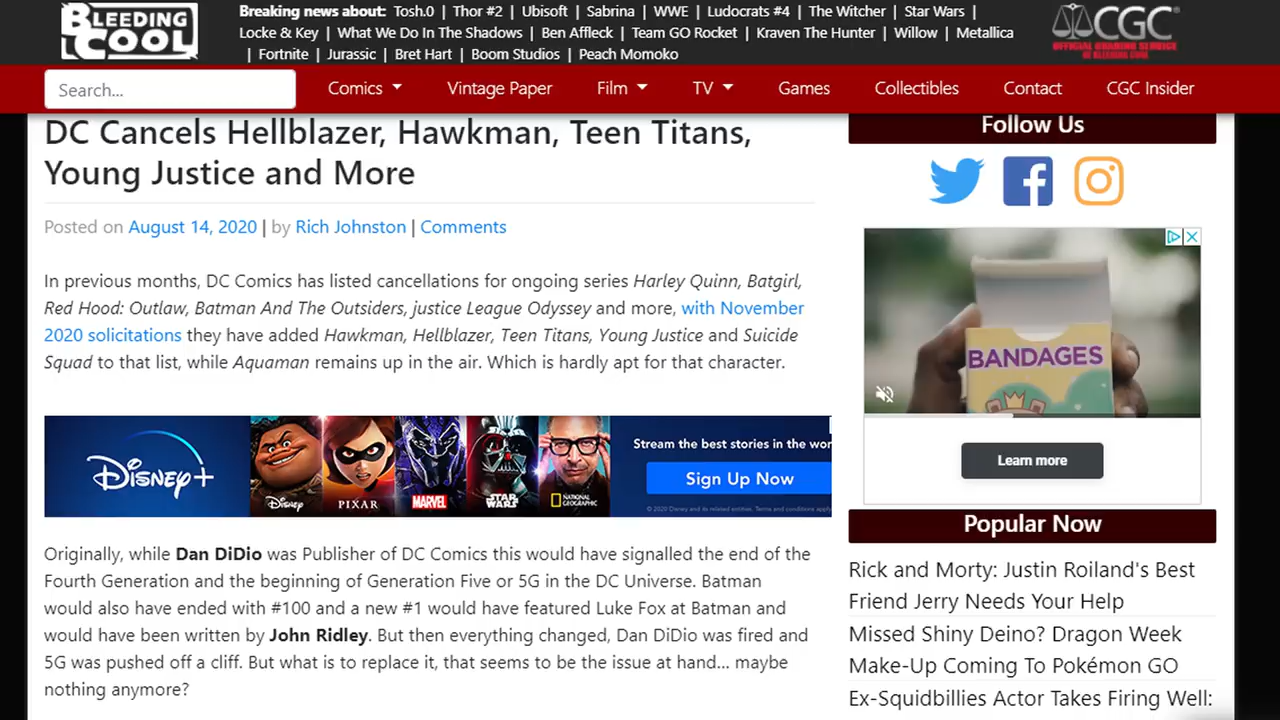 BLEEDING COOL
Breaking news about: Tosh.0 | Thor #2 | Ubisoft | Sabrina | WWE | Ludocrats #4 | The Witcher | Star Wars |
Locke & Key | What We Do In The Shadows | Ben Affleck | Team GO Rocket | Kraven The Hunter | Willow | Metallica
| Fortnite | Jurassic | Bret Hart | Boom Studios | Peach Momoko
CGC
OFFICIAL GRADING SERVICE
OF BLEEDING COOL
Search...
Comics
Vintage Paper
Film
TV
Games
Collectibles
Contact
CGC Insider
DC Cancels Hellblazer, Hawkman, Teen Titans,
Young Justice and More
Posted on August 14, 2020 | by Rich Johnston | Comments
In previous months, DC Comics has listed cancellations for ongoing series Harley Quinn, Batgirl,
Red Hood: Outlaw, Batman And The Outsiders, justice League Odyssey and more, with November
2020 solicitations they have added Hawkman, Hellblazer, Teen Titans, Young Justice and Suicide
Squad to that list, while Aquaman remains up in the air. Which is hardly apt for that character.
Disney+
Disney
PIXAR
MARVEL
STAR WARS
NATIONAL GEOGRAPHIC
Stream the best stories in the wor
Sign Up Now
© 2020 Disney and its related entities. Terms and conditions apply
Originally, while Dan DiDio was Publisher of DC Comics this would have signalled the end of the
Fourth Generation and the beginning of Generation Five or 5G in the DC Universe. Batman
would also have ended with #100 and a new #1 would have featured Luke Fox at Batman and
would have been written by John Ridley. But then everything changed, Dan DiDio was fired and
5G was pushed off a cliff. But what is to replace it, that seems to be the issue at hand… maybe
nothing anymore?
Follow Us
BANDAGES
Learn more
Popular Now
Rick and Morty: Justin Roiland's Best
Friend Jerry Needs Your Help
Missed Shiny Deino? Dragon Week
Make-Up Coming To Pokémon GO
Ex-Squidbillies Actor Takes Firing Well: